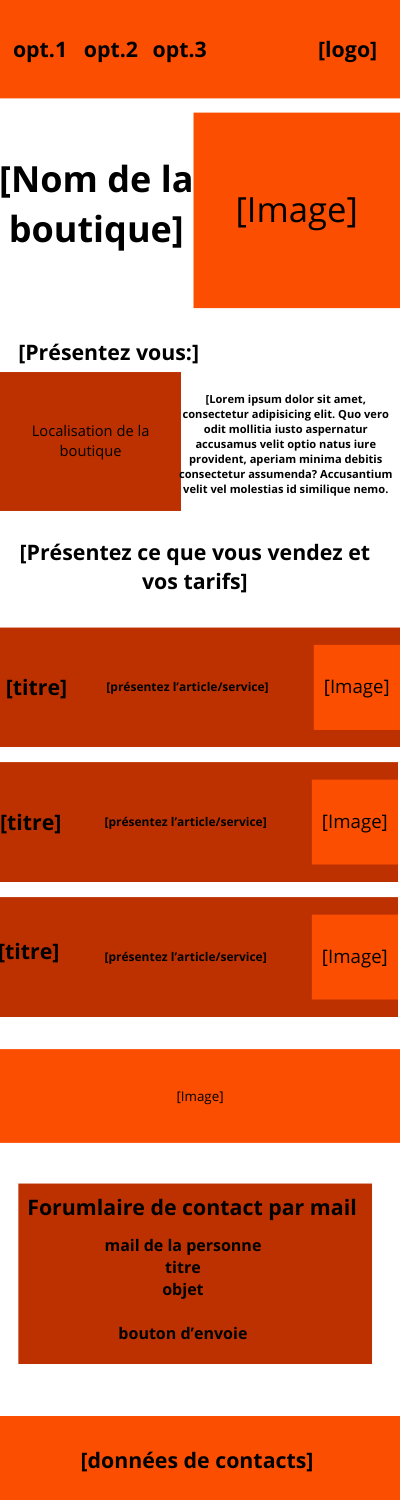 opt.1 opt.2 opt.3 [logo]
[Nom de la
boutique]
[Image]
[Présentez vous:]
Localisation de la
boutique
[Lorem ipsum dolor sit amet,
consectetur adipisicing elit. Quo vero
odit mollitia iusto aspernatur
accusamus velit optio natus iure
provident, aperiam minima debitis
consectetur assumenda? Accusantium
velit vel molestias id similique nemo.
[Présentez ce que vous vendez et
vos tarifs]
[titre] [présentez l’article/service] [Image]
[titre] [présentez l’article/service] [Image]
[titre] [présentez l’article/service] [Image]
[Image]
Forumlaire de contact par mail
mail de la personne
titre
objet
bouton d’envoie
[données de contacts]